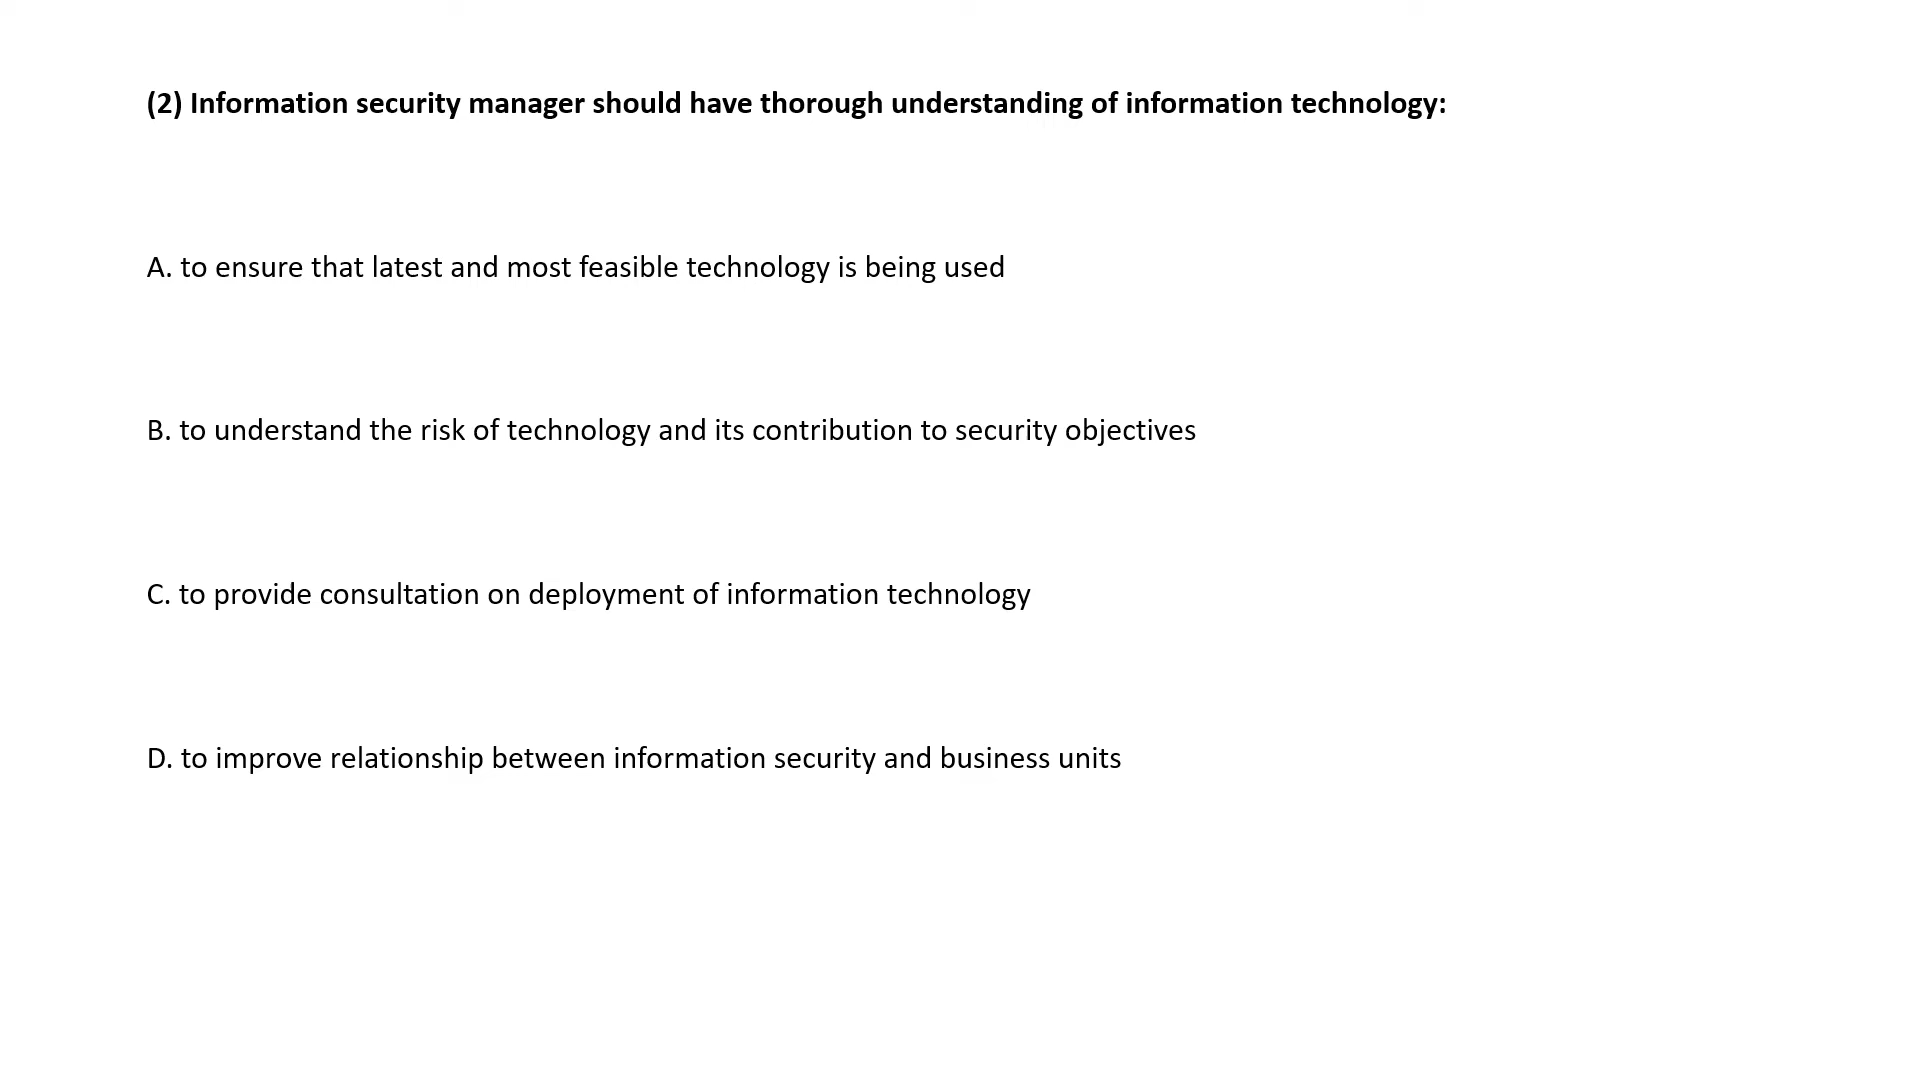 (2) Information security manager should have thorough understanding of information technology:
A. to ensure that latest and most feasible technology is being used
B. to understand the risk of technology and its contribution to security objectives
C. to provide consultation on deployment of information technology
D. to improve relationship between information security and business units